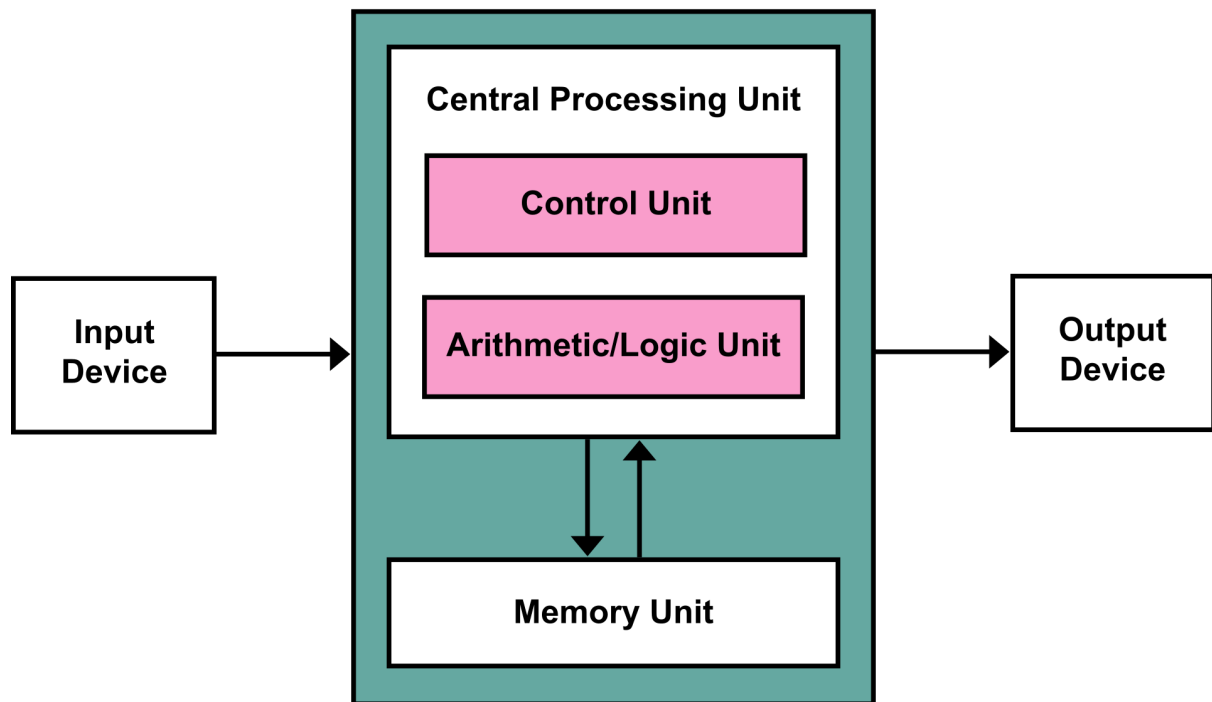 Central Processing Unit
Control Unit
Arithmetic/Logic Unit
Input
Device
Output
Device
Memory Unit